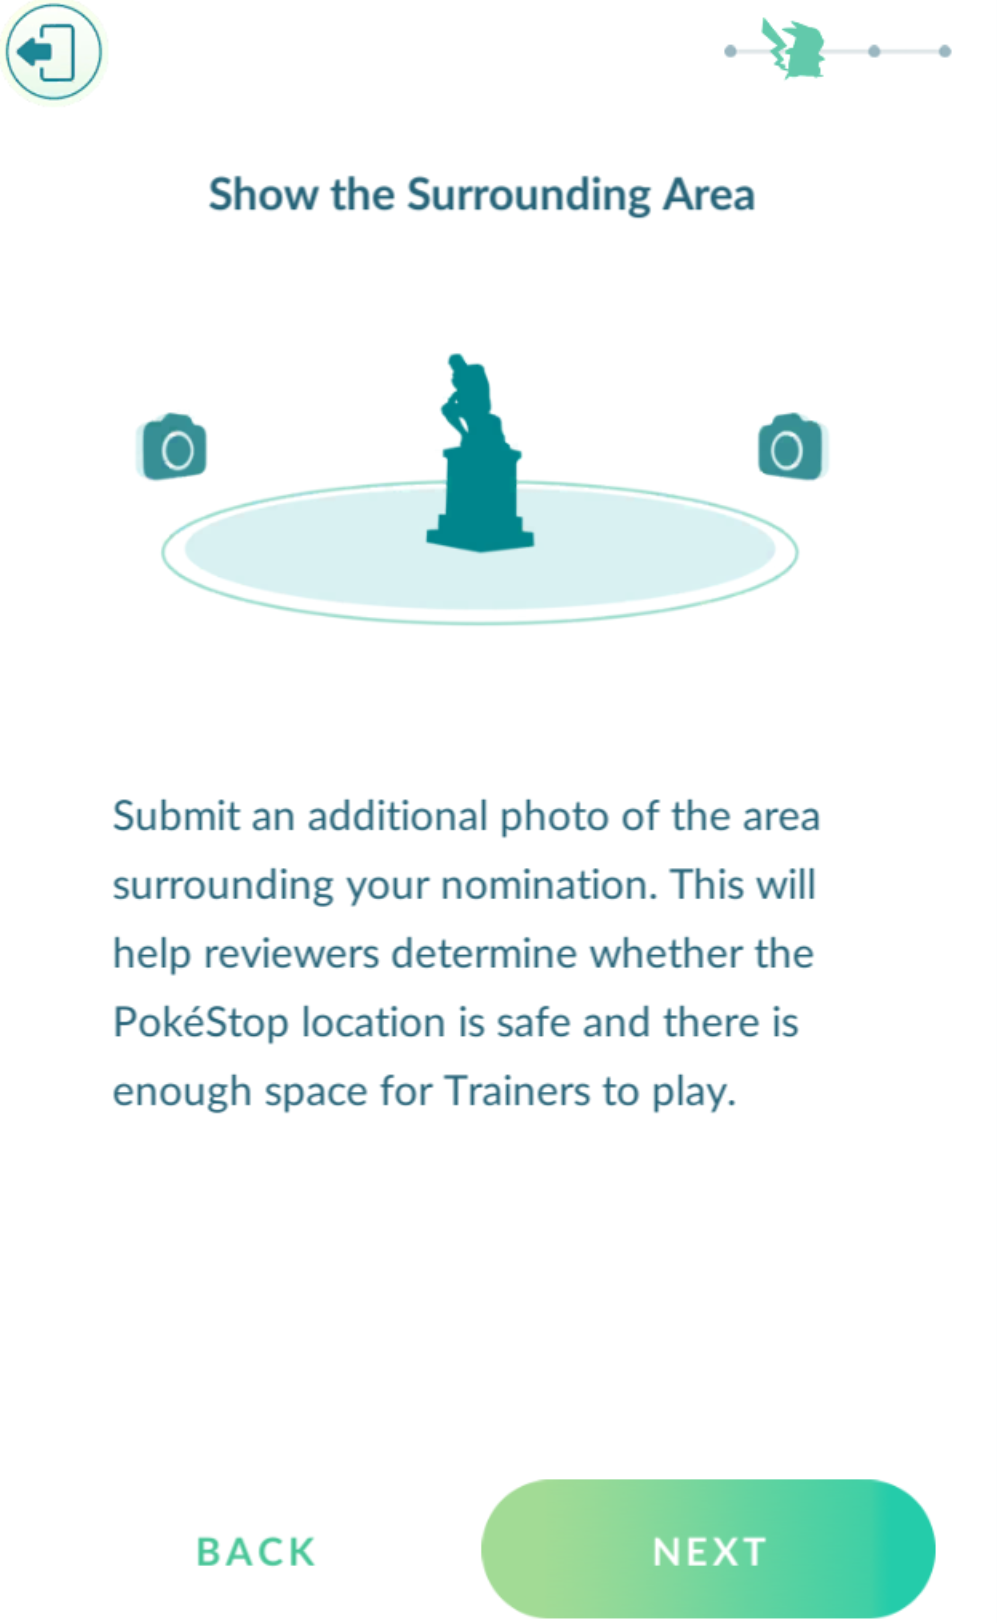 Show the Surrounding Area
Submit an additional photo of the area
surrounding your nomination. This will
help reviewers determine whether the
PokéStop location is safe and there is
enough space for Trainers to play.
BACK
NEXT